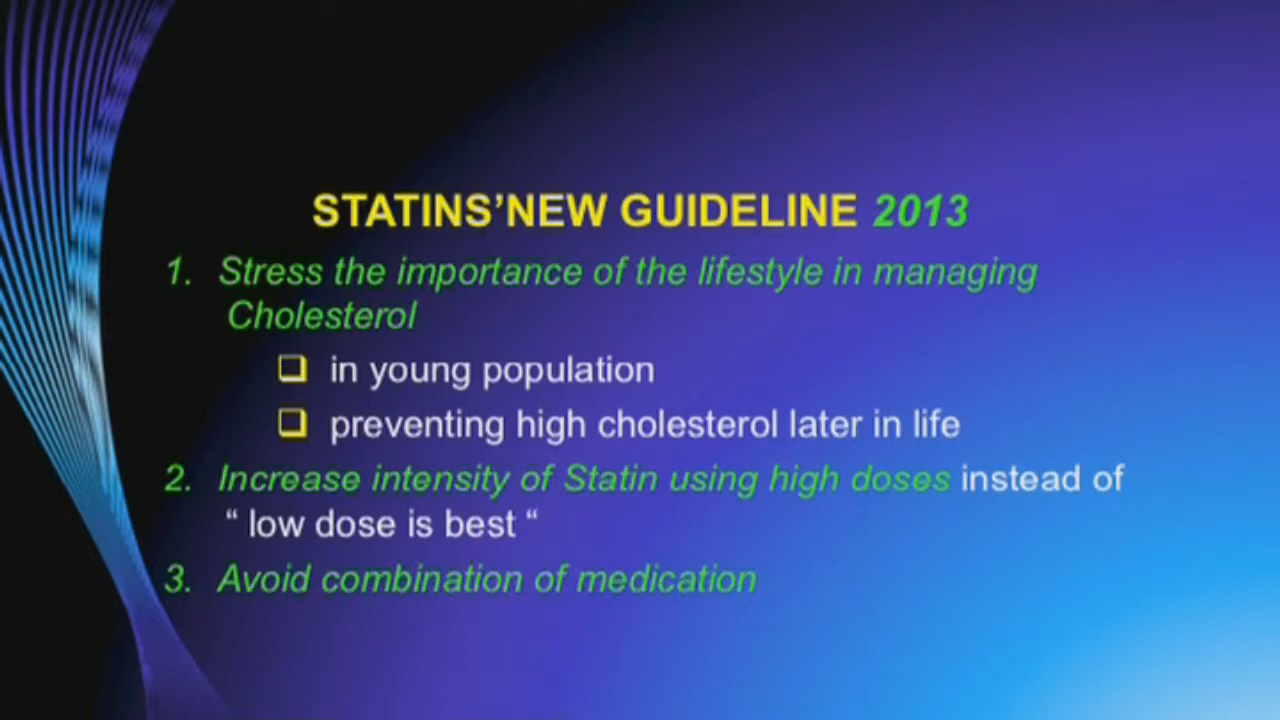 STATINS’NEW GUIDELINE 2013
1. Stress the importance of the lifestyle in managing
Cholesterol
❑ in young population
❑ preventing high cholesterol later in life
2. Increase intensity of Statin using high doses instead of
“ low dose is best “
3. Avoid combination of medication